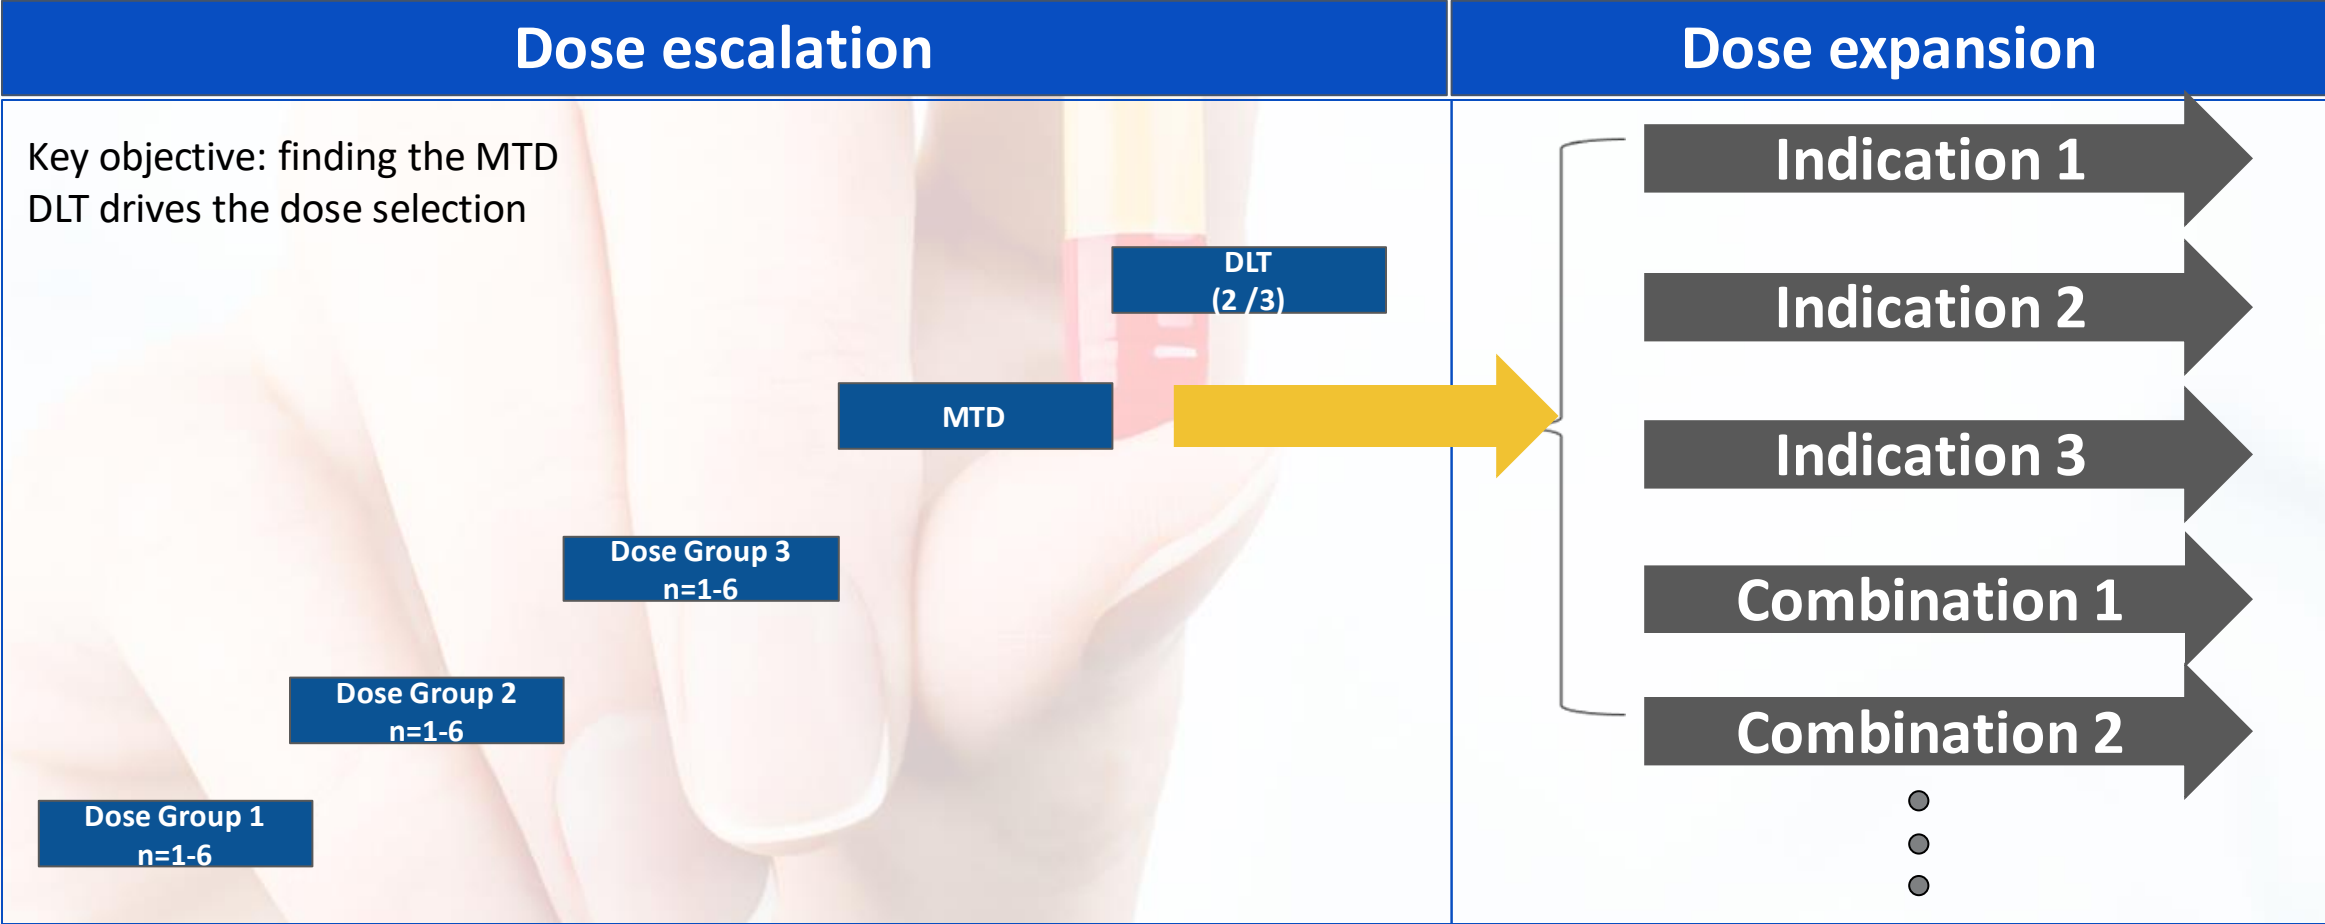 Dose escalation
Dose expansion
Key objective: finding the MTD
DLT drives the dose selection
DLT
(2 /3)
MTD
Dose Group 3
n=1-6
Dose Group 2
n=1-6
Dose Group 1
n=1-6
Indication 1
Indication 2
Indication 3
Combination 1
Combination 2